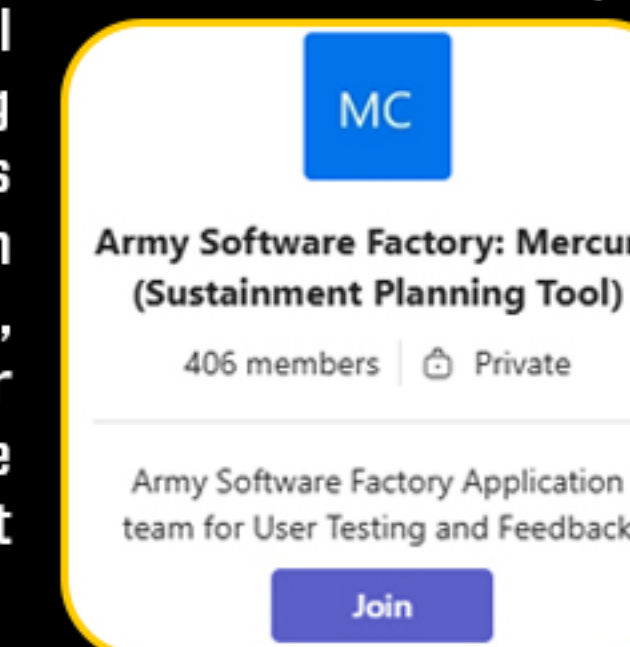 MC
Army Software Factory: Mercur
(Sustainment Planning Tool)
406 members
Private
Army Software Factory Application
team for User Testing and Feedback
Join